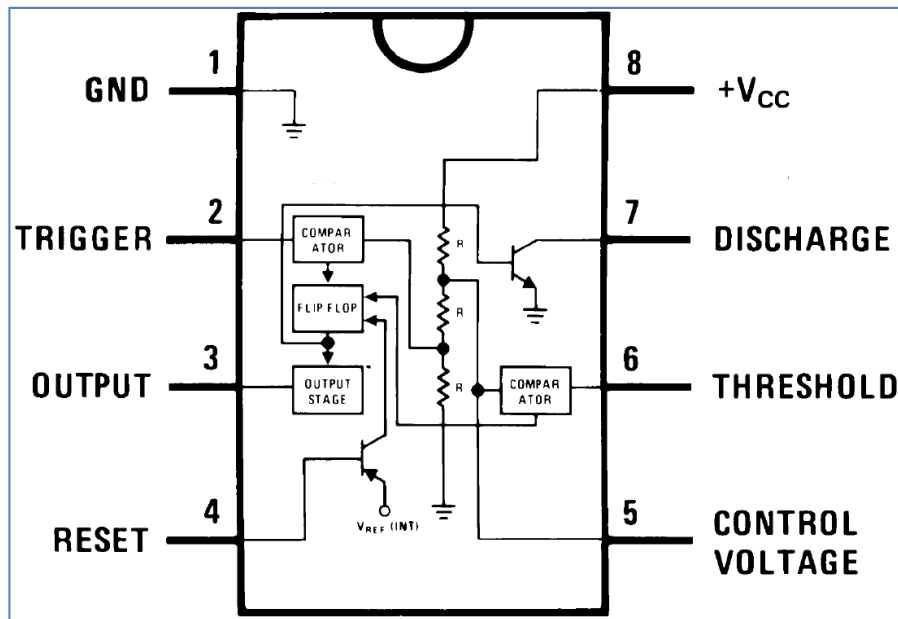 1
GND
2
TRIGGER
3
OUTPUT
4
RESET
8
+VCC
7
DISCHARGE
6
THRESHOLD
5
CONTROL
VOLTAGE
COMPAR
ATOR
FLIP FLOP
OUTPUT
STAGE
R
R
R
COMPAR
ATOR
VREF (INT)